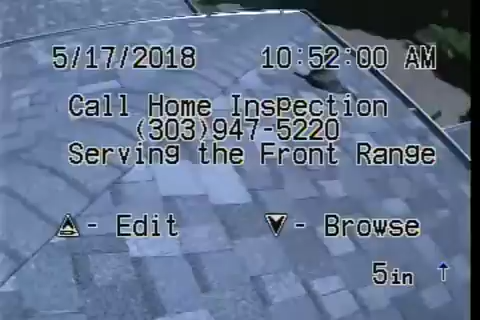 5/17/2018 10:52:00 AM
Call Home Inspection
(303)947-5220
Serving the Front Range
- Edit - Browse
5in ↑